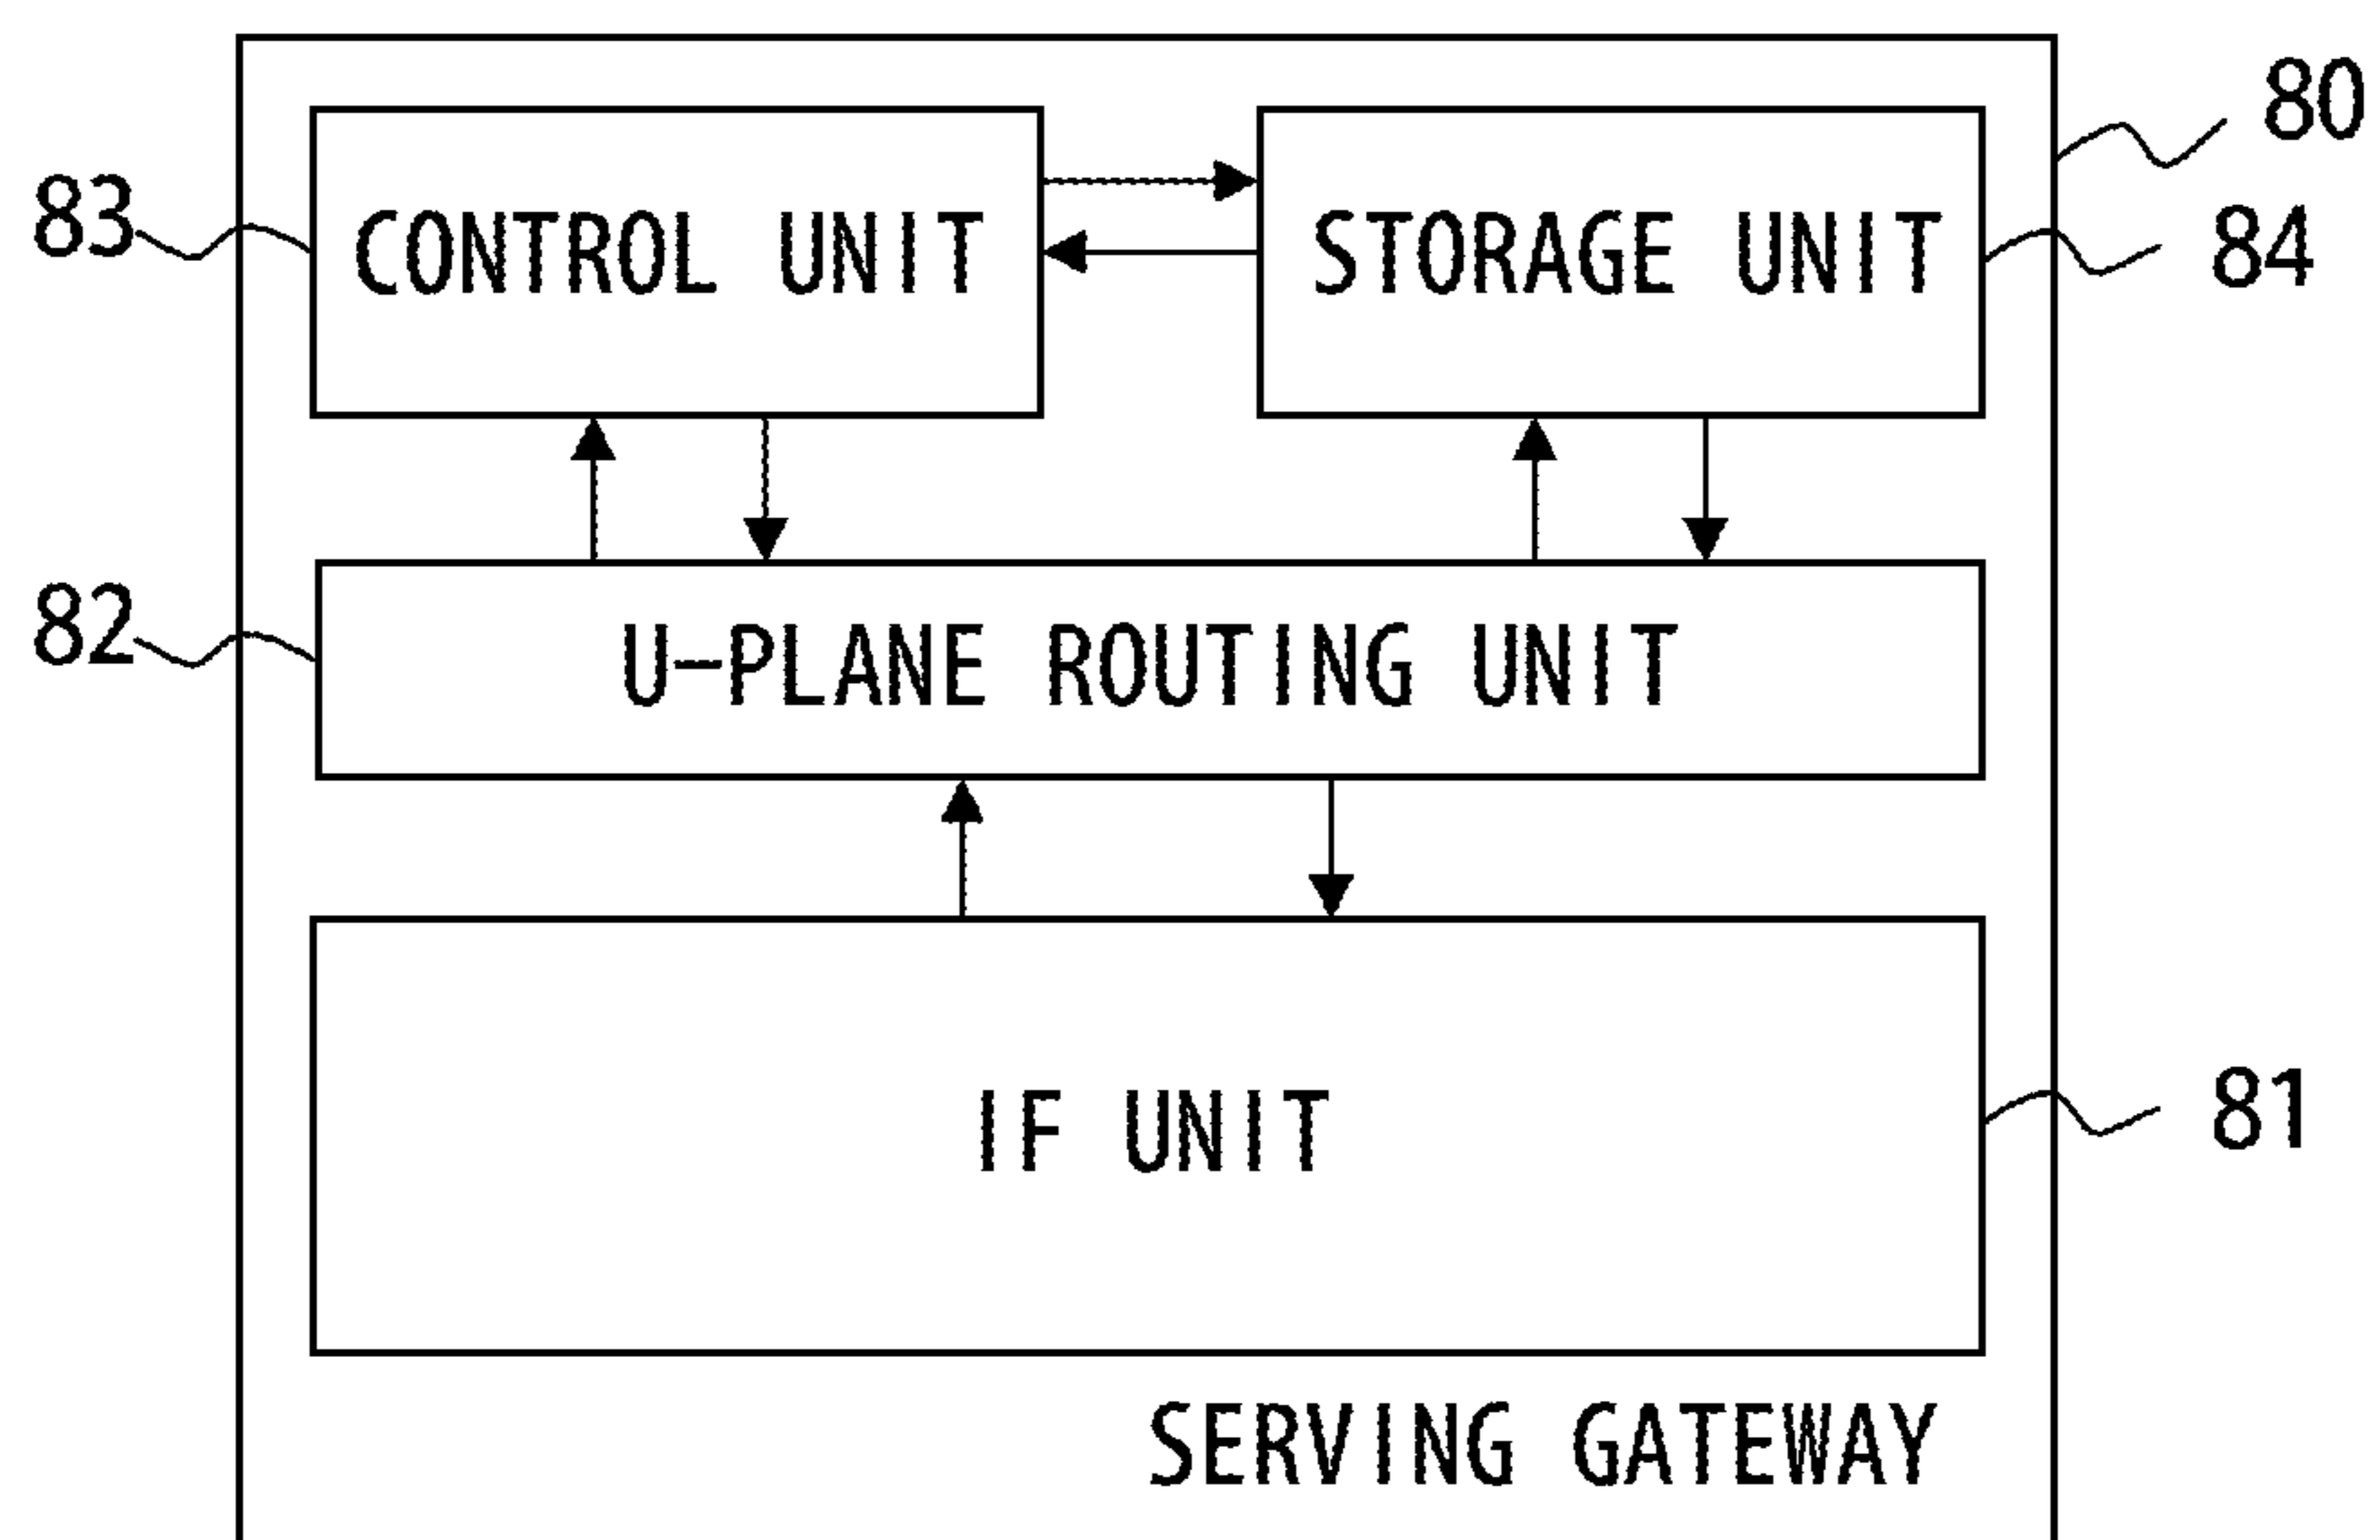 80
83 CONTROL UNIT STORAGE UNIT 84
82 U-PLANE ROUTING UNIT
IF UNIT 81
SERVING GATEWAY